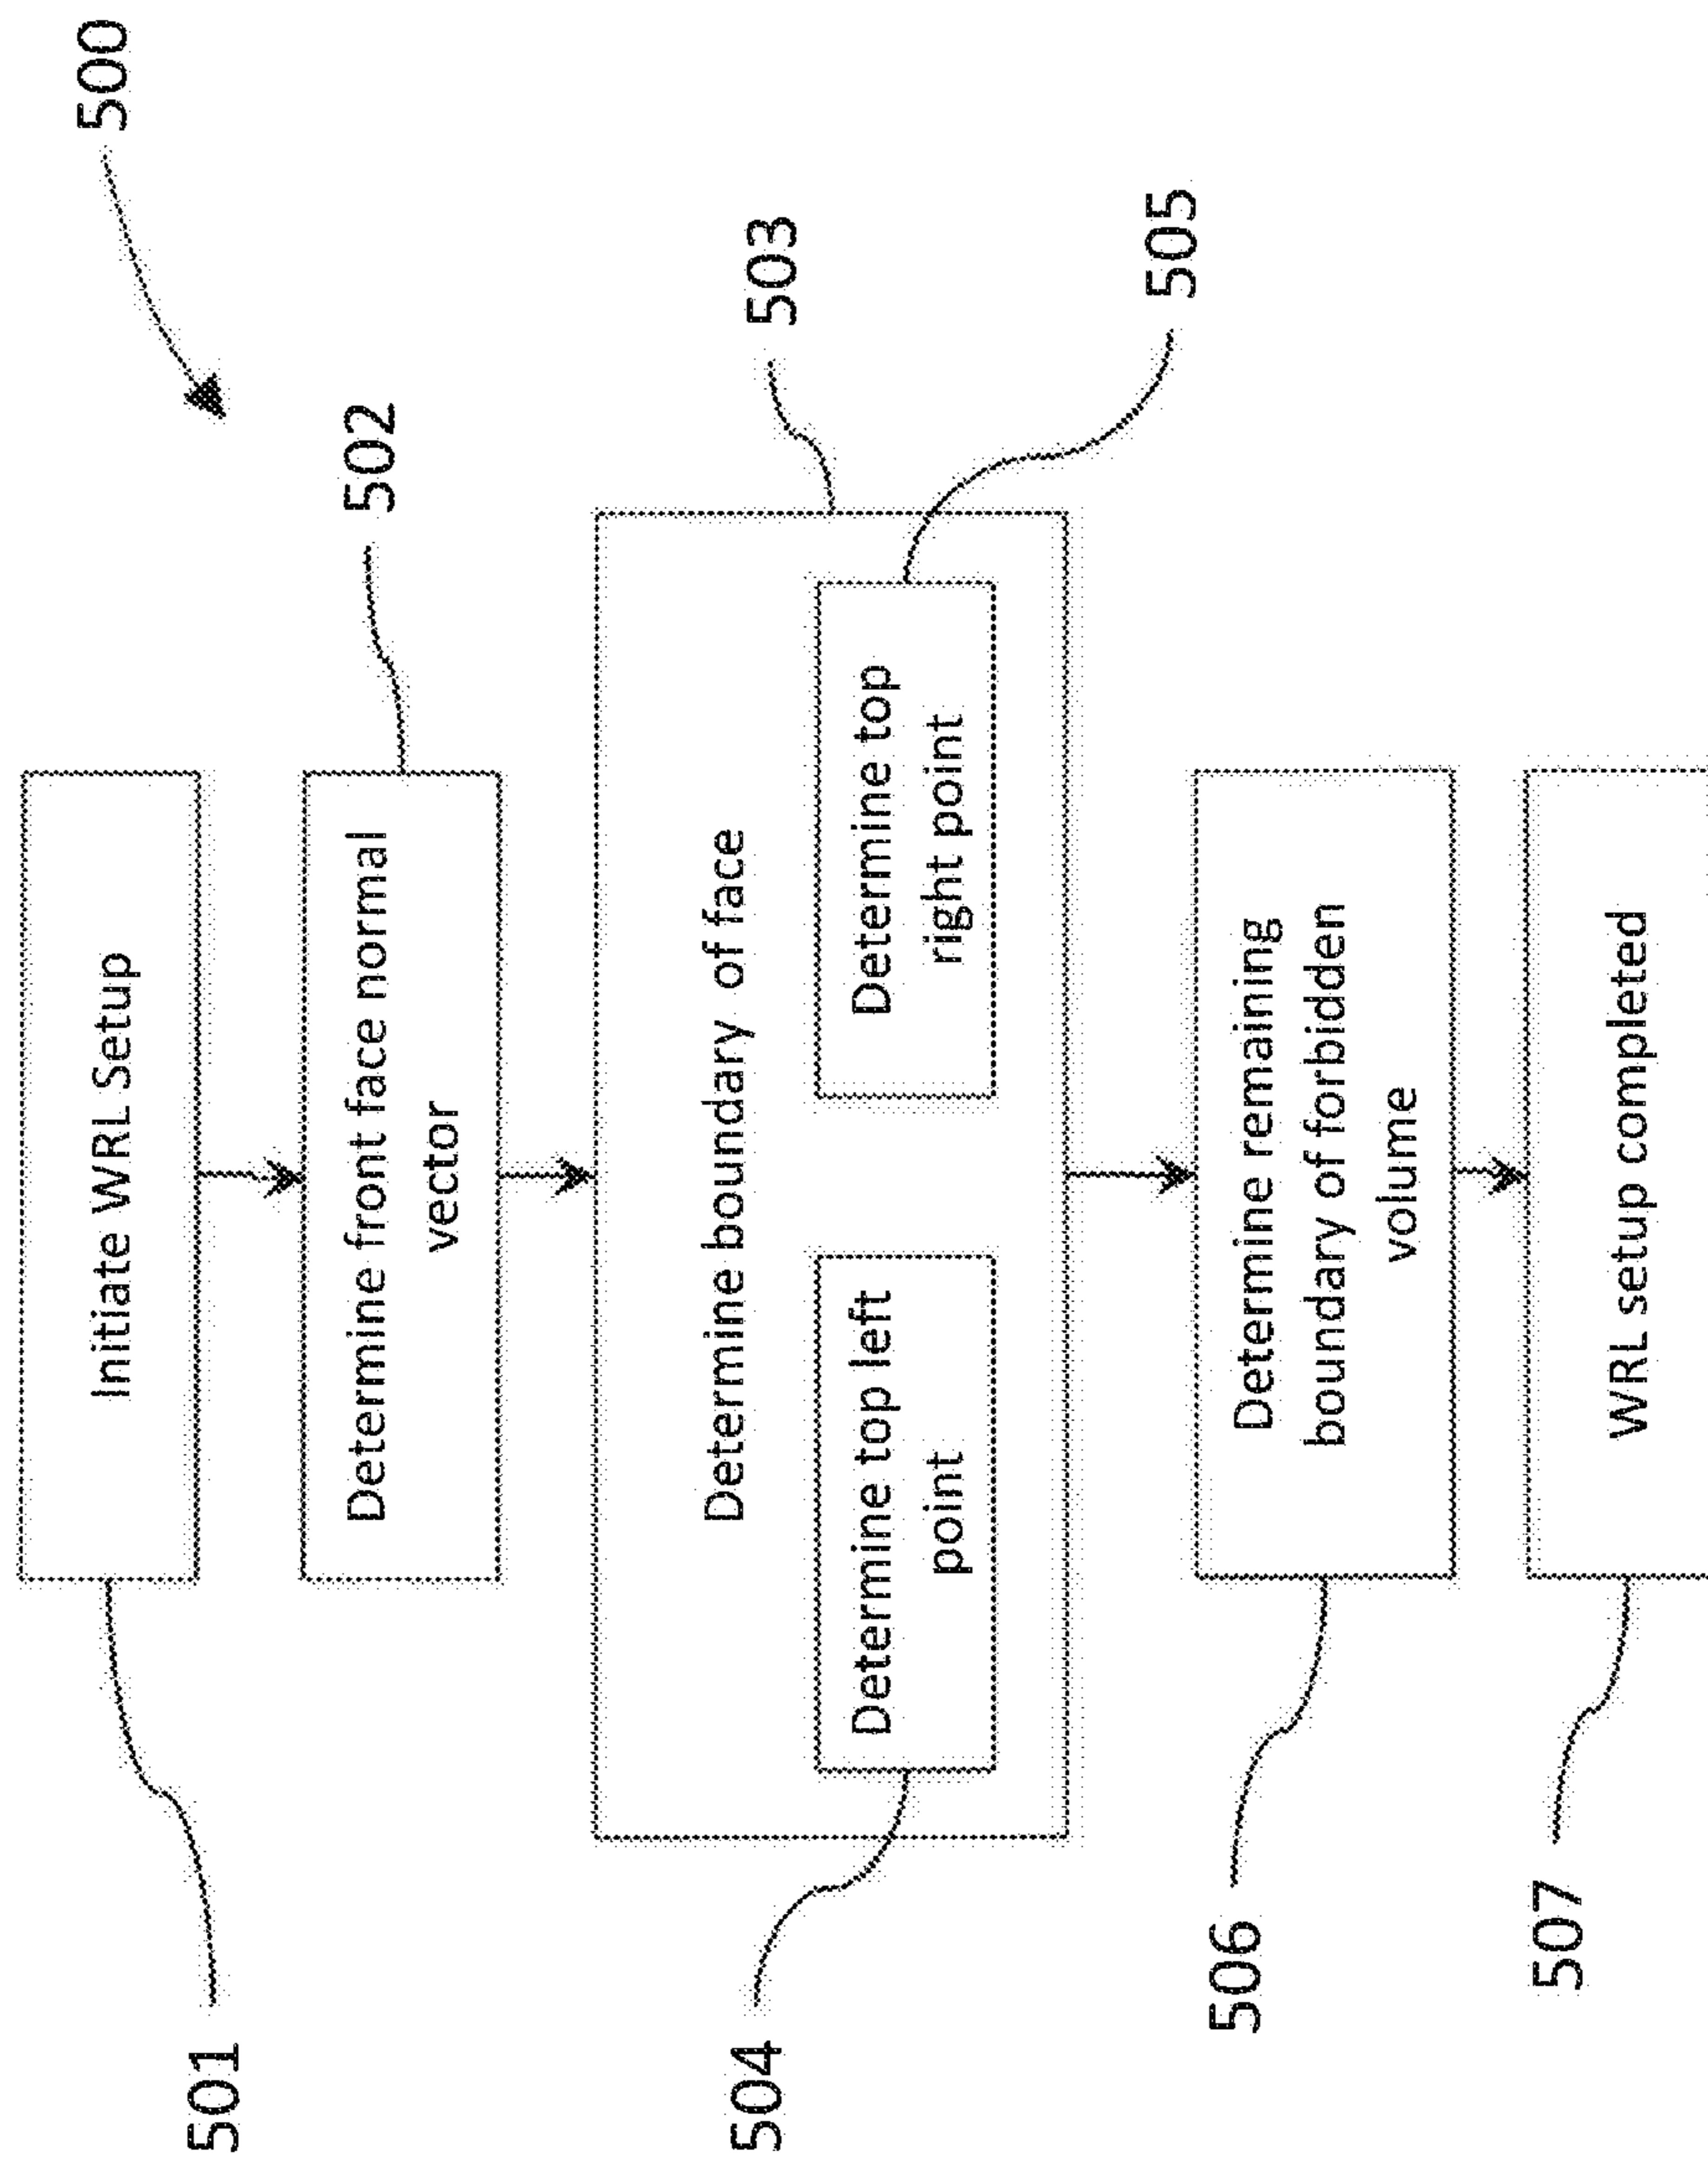 500
501
Initiate WRL Setup
502
Determine front face normal
vector
503
Determine boundary of face
504
Determine top left
point
505
Determine top
right point
506
Determine remaining
boundary of forbidden
volume
507
WRL setup completed